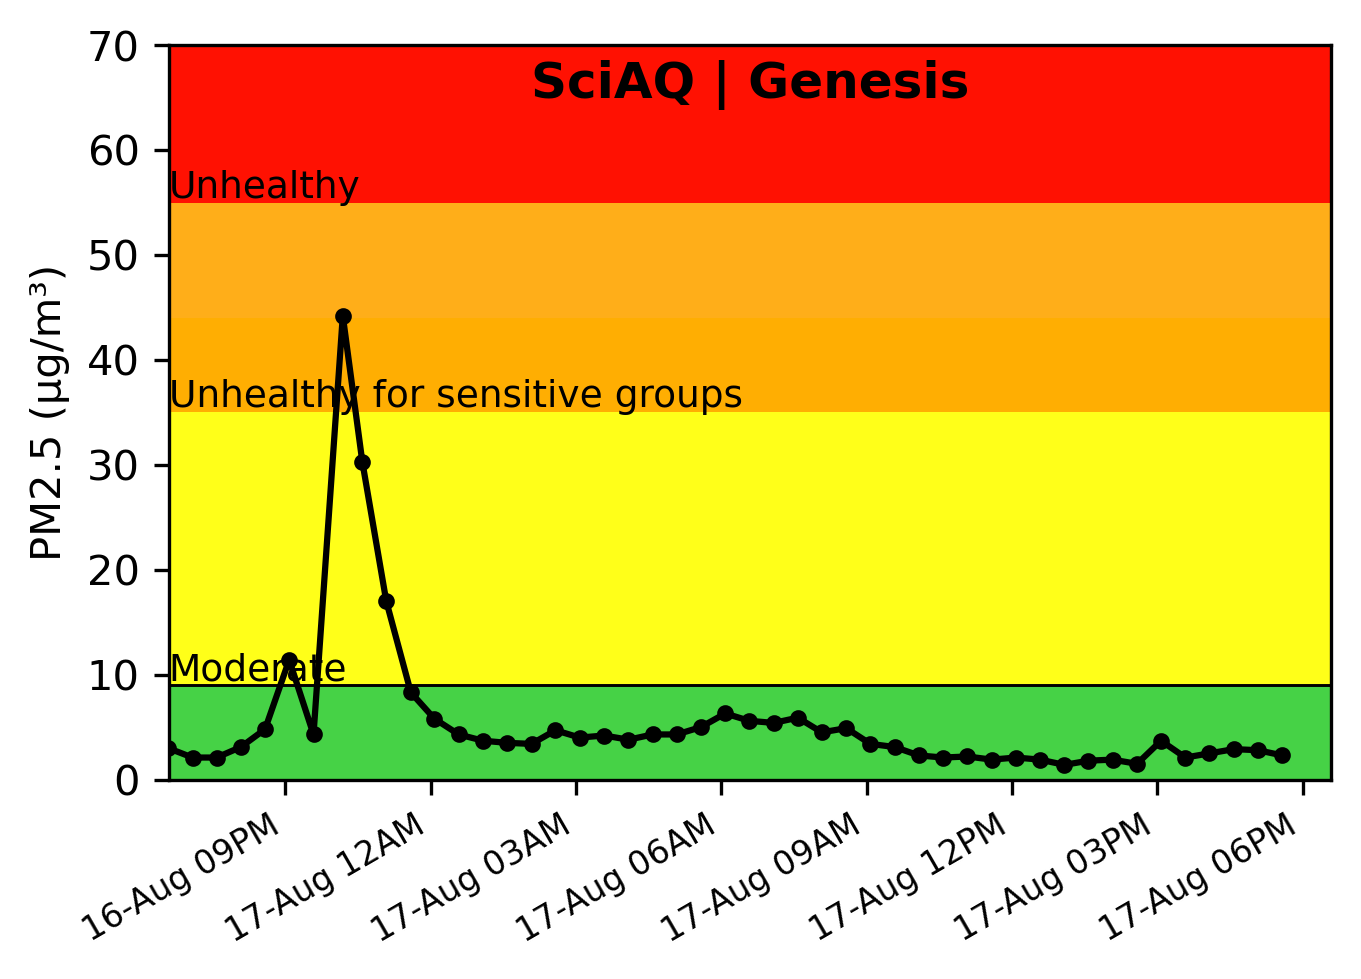 SciAQ | Genesis
PM2.5 (µg/m³)
70
60
50
40
30
20
10
0
Unhealthy
Unhealthy for sensitive groups
Moderate
16-Aug 09PM
17-Aug 12AM
17-Aug 03AM
17-Aug 06AM
17-Aug 09AM
17-Aug 12PM
17-Aug 03PM
17-Aug 06PM